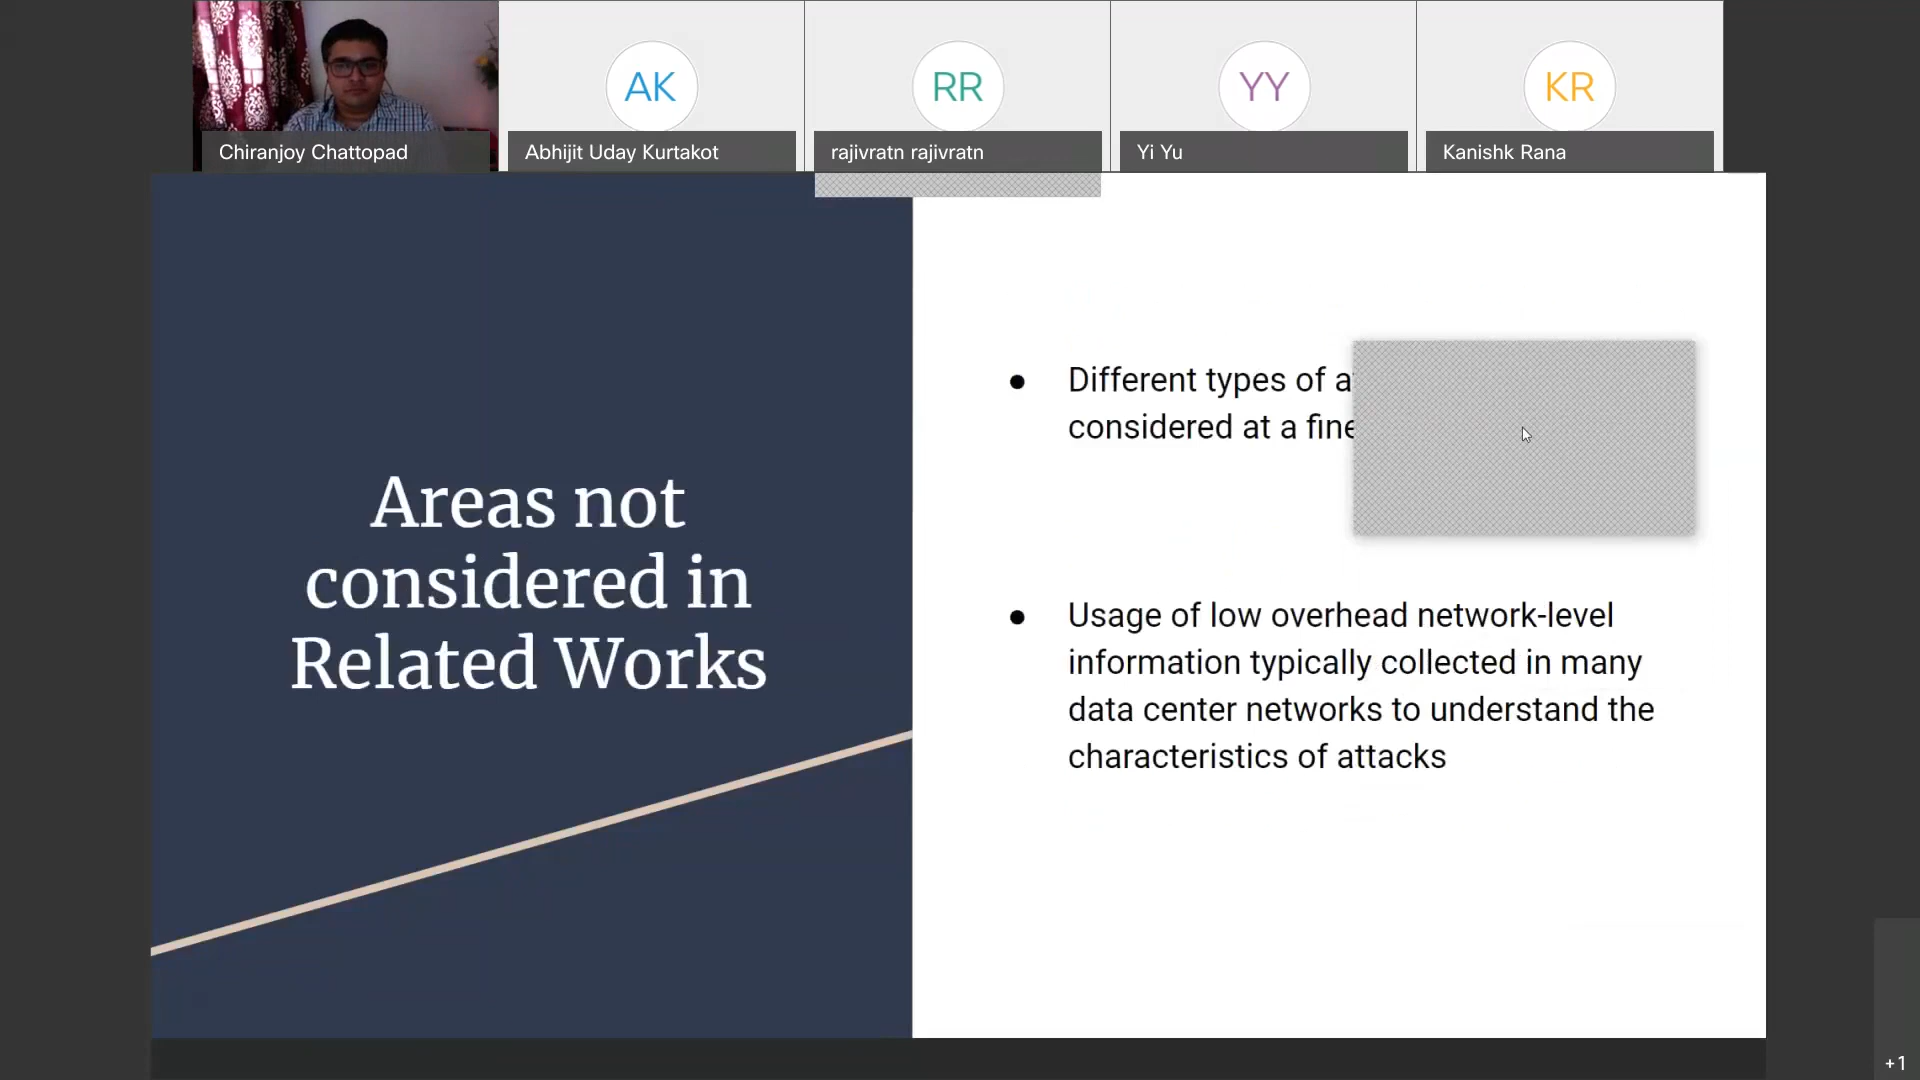 AK
RR
YY
KR
Chiranjoy Chattopad
Abhijit Uday Kurtakot
rajivratn rajivratn
Yi Yu
Kanishk Rana
Areas not
considered in
Related Works
● Different types of
considered at a
● Usage of low overhead network-level
information typically collected in many
data center networks to understand the
characteristics of attacks
+1